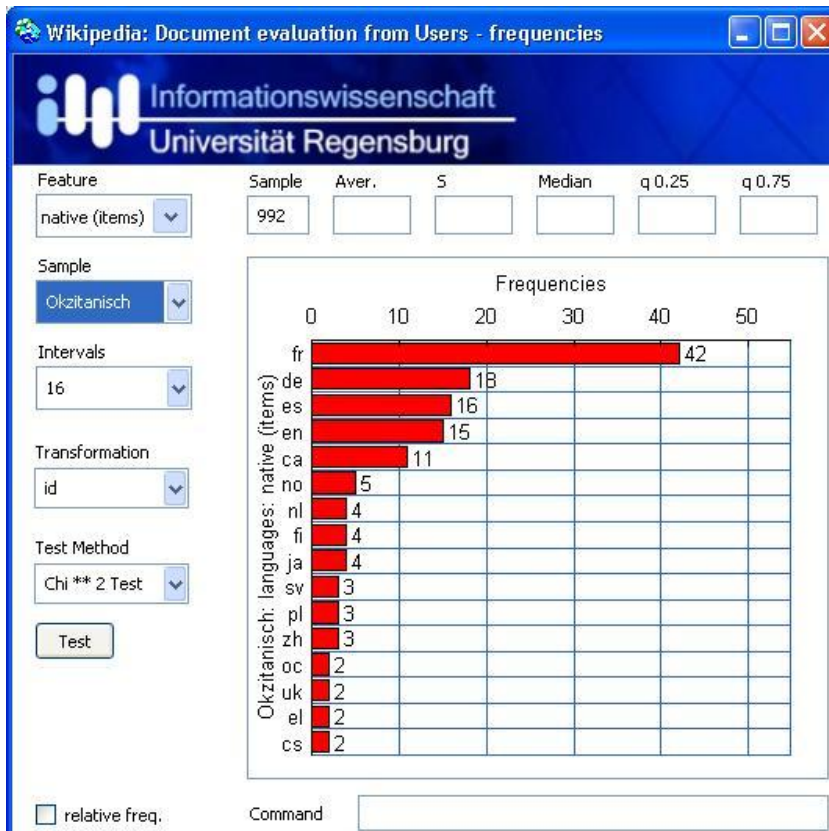 Wikipedia: Document evaluation from Users - frequencies
Informationswissenschaft
Universität Regensburg
Feature
native (items)
Sample
Okzitanisch
Intervals
16
Transformation
id
Test Method
Chi ** 2 Test
Test
relative freq.
Sample Aver. S Median q 0.25 q 0.75
992
Frequencies
0 10 20 30 40 50
Okzitanisch: languages: native (items)
fr 42
de 18
es 16
en 15
ca 11
no 5
nl 4
fi 4
ja 4
sv 3
pl 3
zh 3
oc 2
uk 2
el 2
cs 2
Command